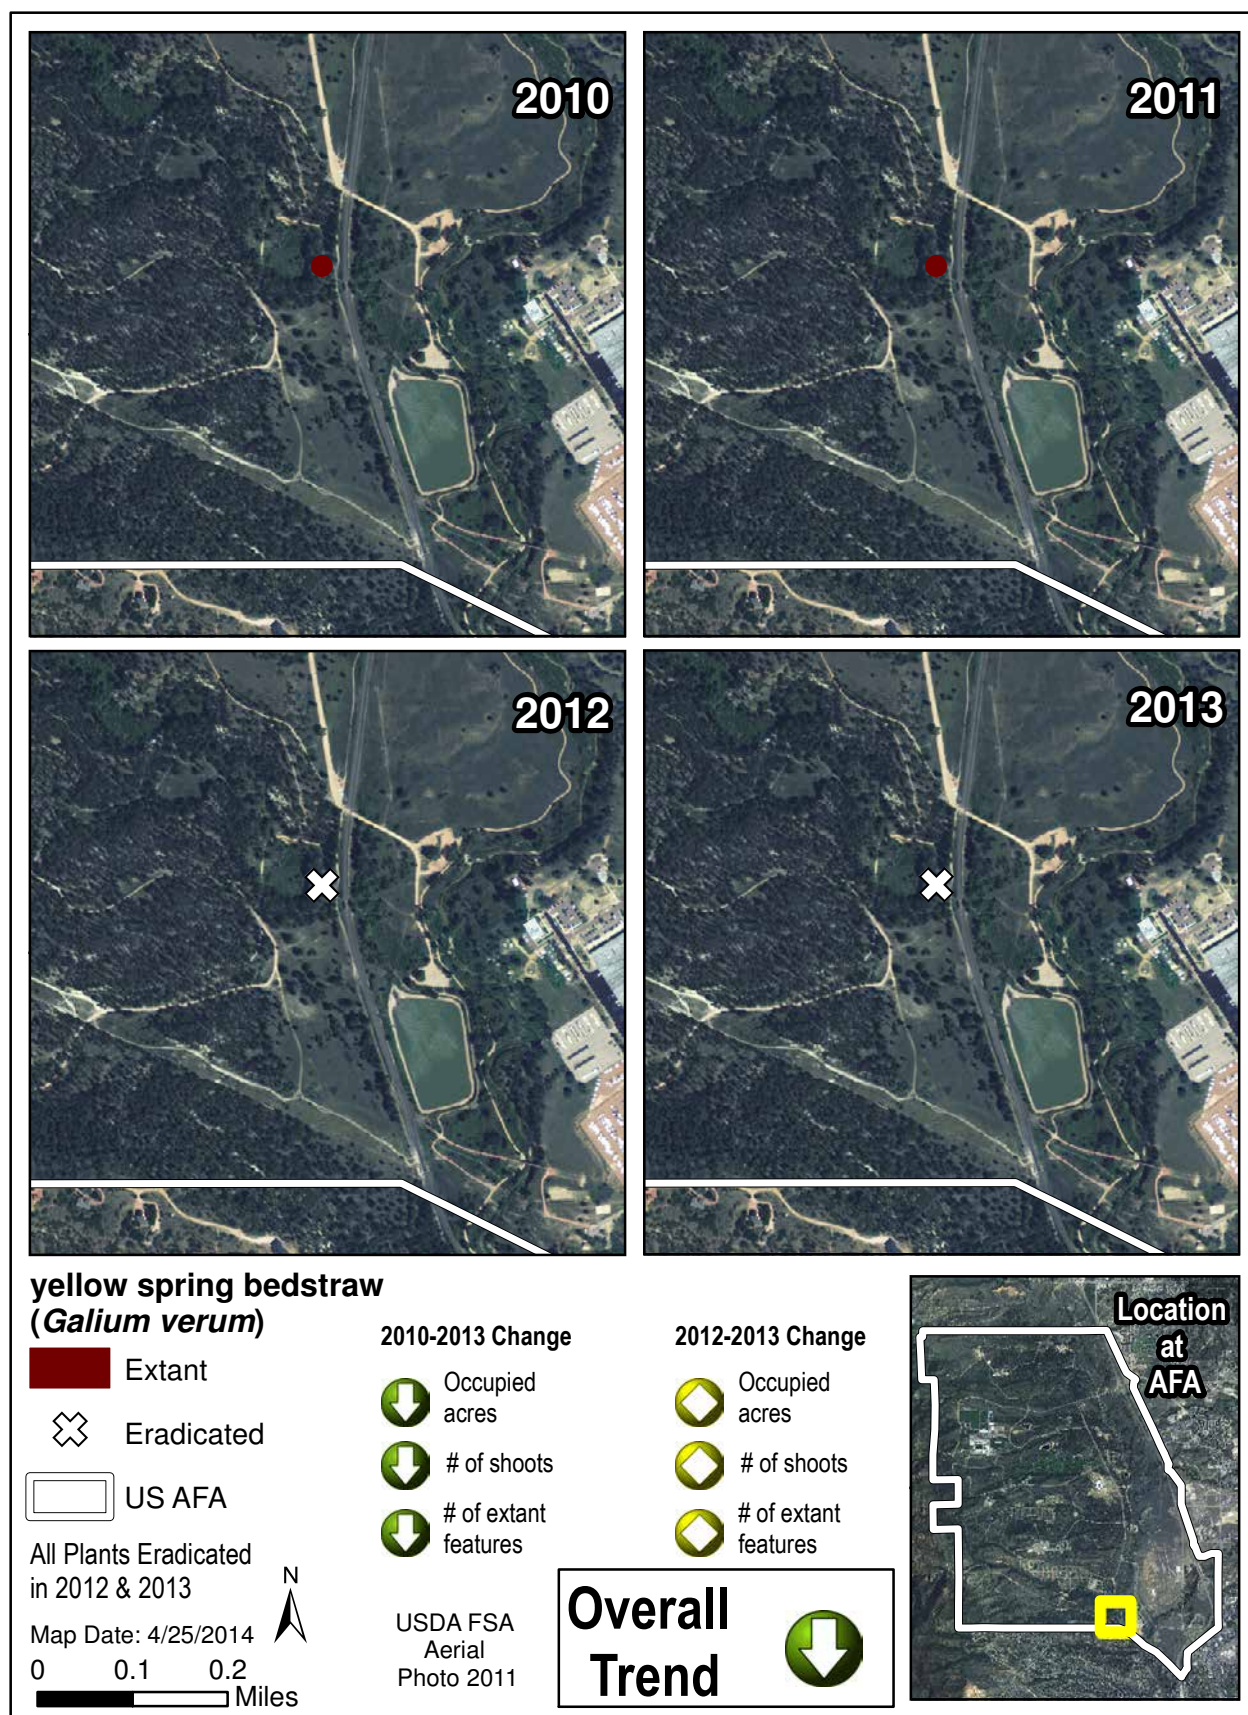 2010
2011
2012
2013
yellow spring bedstraw
(Galium verum)
Extant
Eradicated
US AFA
All Plants Eradicated
in 2012 & 2013
N
Map Date: 4/25/2014
0 0.1 0.2
Miles
2010-2013 Change
Occupied
acres
# of shoots
# of extant
features
2012-2013 Change
Occupied
acres
# of shoots
# of extant
features
USDA FSA
Aerial
Photo 2011
Overall
Trend
Location
at
AFA